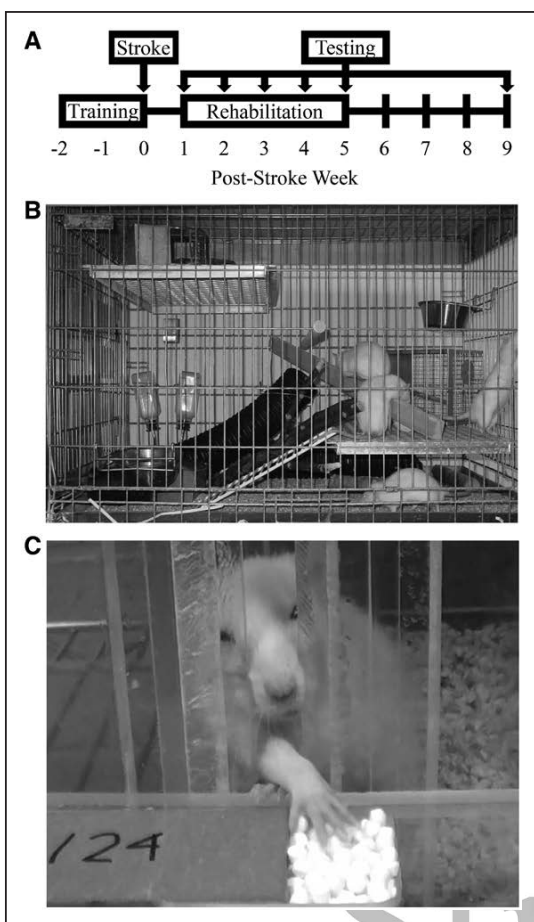 A
Stroke
Testing
Training
Rehabilitation
-2 -1 0 1 2 3 4 5 6 7 8 9
Post-Stroke Week
B
C
124